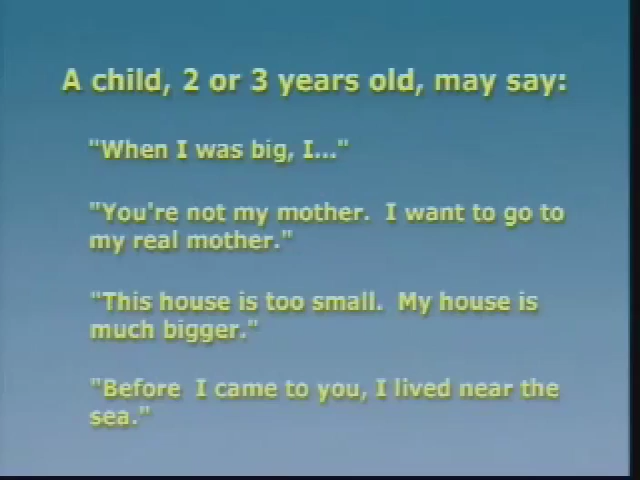 A child, 2 or 3 years old, may say:
"When I was big, I..."
"You're not my mother.  I want to go to
my real mother."
"This house is too small.  My house is
much bigger."
"Before  I came to you, I lived near the
sea."